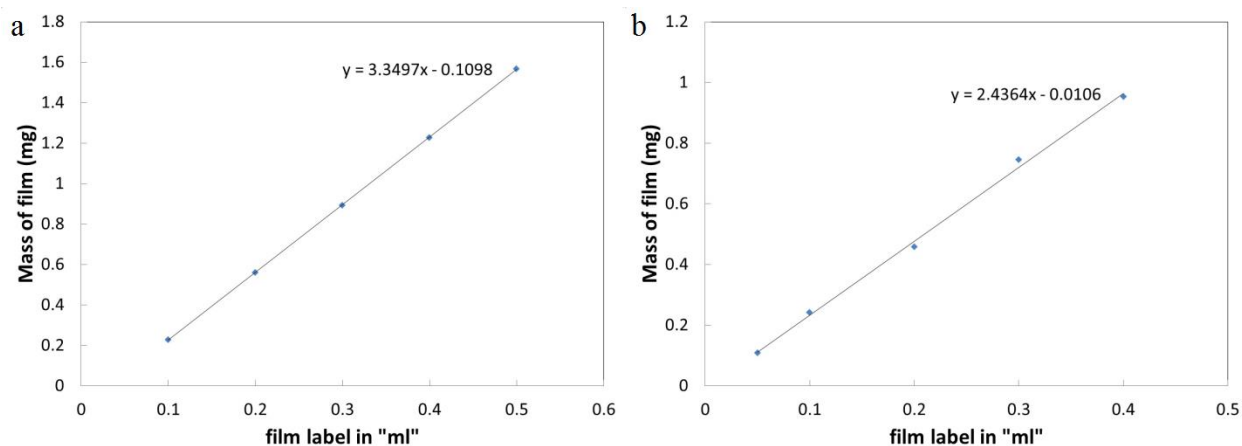 a
1.8
1.6
1.4
1.2
1
0.8
0.6
0.4
0.2
0
0 0.1 0.2 0.3 0.4 0.5 0.6
Mass of film (mg)
film label in "ml"
y = 3.3497x - 0.1098
b
1.2
1
0.8
0.6
0.4
0.2
0
0 0.1 0.2 0.3 0.4 0.5
Mass of film (mg)
film label in "ml"
y = 2.4364x - 0.0106